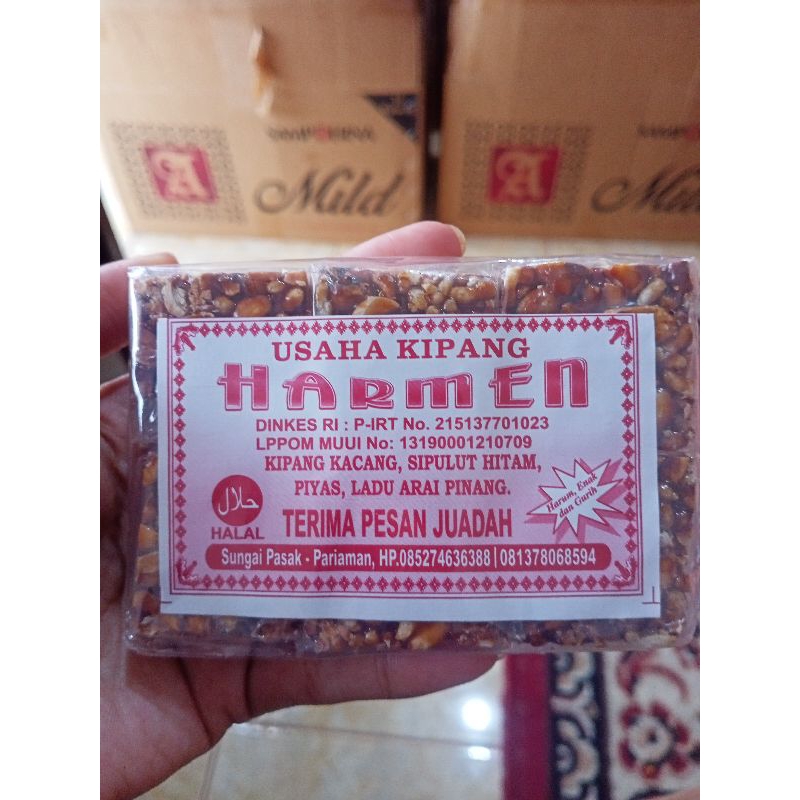 A
SAMPOERNA
Mild
A
USAHA KIPANG
HARMEN
DINKES RI : P-IRT No. 215137701023
LPPOM MUUI No: 13190001210709
KIPANG KACANG, SIPULUT HITAM,
PIYAS, LADU ARAI PINANG.
Harum, Enak
dan Gurih
حلال
HALAL
TERIMA PESAN JUADAH
Sungai Pasak - Pariaman, HP.085274636388 | 081378068594